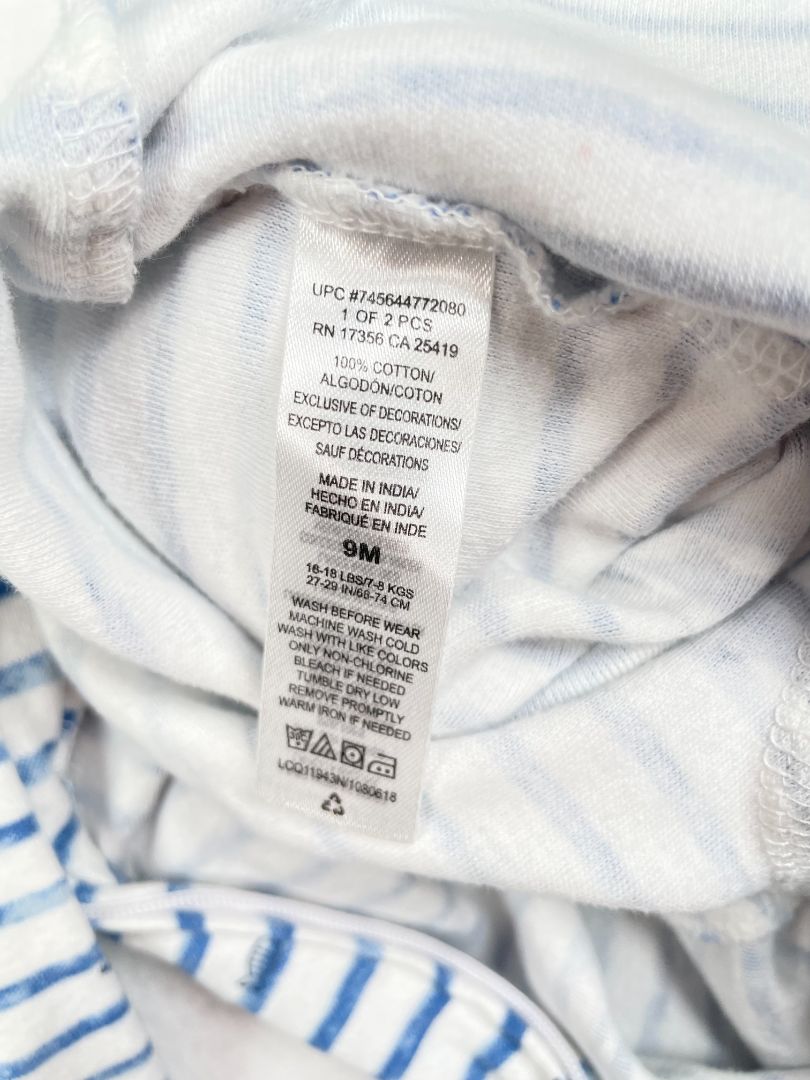 UPC #745644772080
1 OF 2 PCS
RN 17356 CA 25419
100% COTTON/
ALGODÓN/COTON
EXCLUSIVE OF DECORATIONS/
EXCEPTO LAS DECORACIONES/
SAUF DÉCORATIONS
MADE IN INDIA/
HECHO EN INDIA/
FABRIQUÉ EN INDE
9M
16-18 LBS/7-8 KGS
27-29 IN/68-74 CM
WASH BEFORE WEAR
MACHINE WASH COLD
WASH WITH LIKE COLORS
ONLY NON-CHLORINE
BLEACH IF NEEDED
TUMBLE DRY LOW
REMOVE PROMPTLY
WARM IRON IF NEEDED
30C
LCQ11943N/1080618